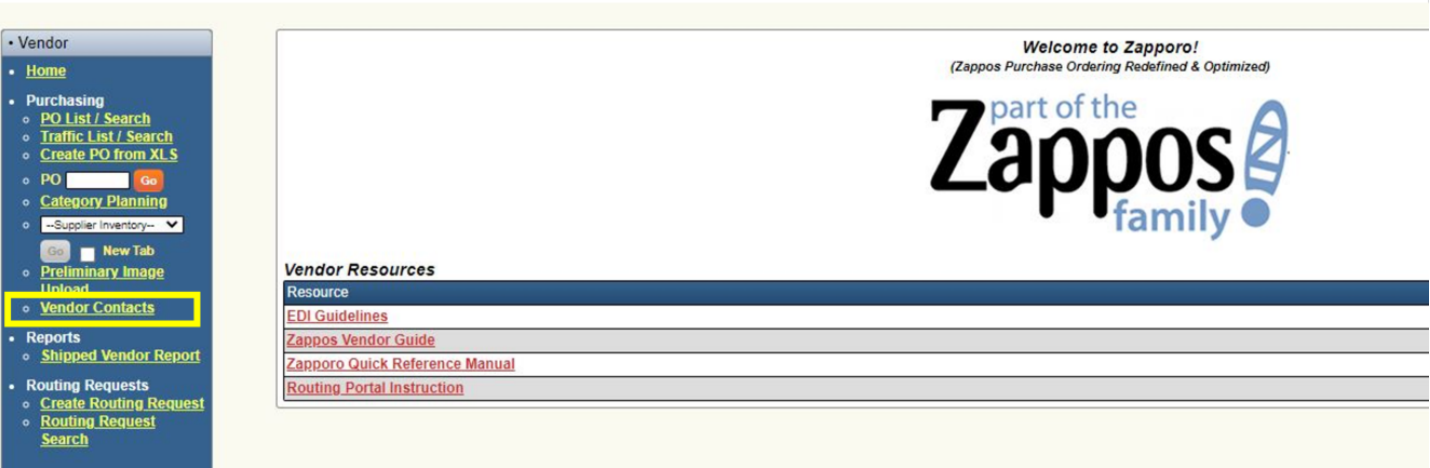 • Vendor
• Home
• Purchasing
PO List / Search
Traffic List / Search
Create PO from XLS
PO Go
Category Planning
--Supplier Inventory--
Go New Tab
Preliminary Image
Upload
Vendor Contacts
• Reports
Shipped Vendor Report
• Routing Requests
Create Routing Request
Routing Request
Search
Welcome to Zapporo!
(Zappos Purchase Ordering Redefined & Optimized)
part of the
Zappos
family
Vendor Resources
Resource
EDI Guidelines
Zappos Vendor Guide
Zapporo Quick Reference Manual
Routing Portal Instruction